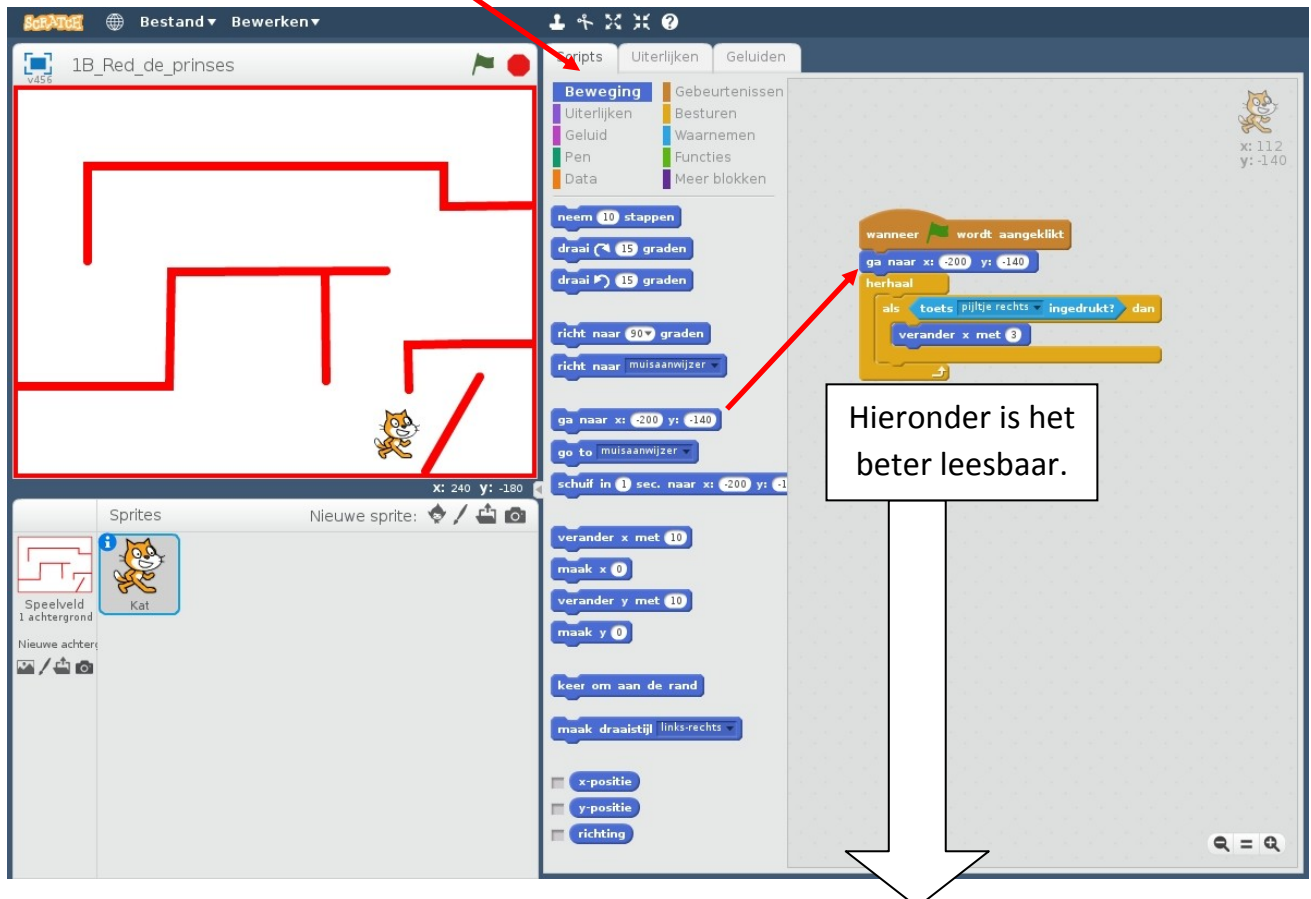 SCRATCH Bestand▾ Bewerken▾
v456 1B_Red_de_prinses
x: 240 y: -180
Sprites Nieuwe sprite:
Speelveld
1 achtergrond
Kat
Nieuwe achterg
Scripts Uiterlijken Geluiden
Beweging Gebeurtenissen
Uiterlijken Besturen
Geluid Waarnemen
Pen Functies
Data Meer blokken
neem 10 stappen
draai 15 graden
draai 15 graden
richt naar 90▾ graden
richt naar muisaanwijzer
ga naar x: -200 y: -140
go to muisaanwijzer
schuif in 1 sec. naar x: -200 y: -1
verander x met 10
maak x 0
verander y met 10
maak y 0
keer om aan de rand
maak draaistijl links-rechts
x-positie
y-positie
richting
x: 112
y: -140
wanneer wordt aangeklikt
ga naar x: -200 y: -140
herhaal
als toets pijltje rechts ingedrukt? dan
verander x met 3
Hieronder is het
beter leesbaar.